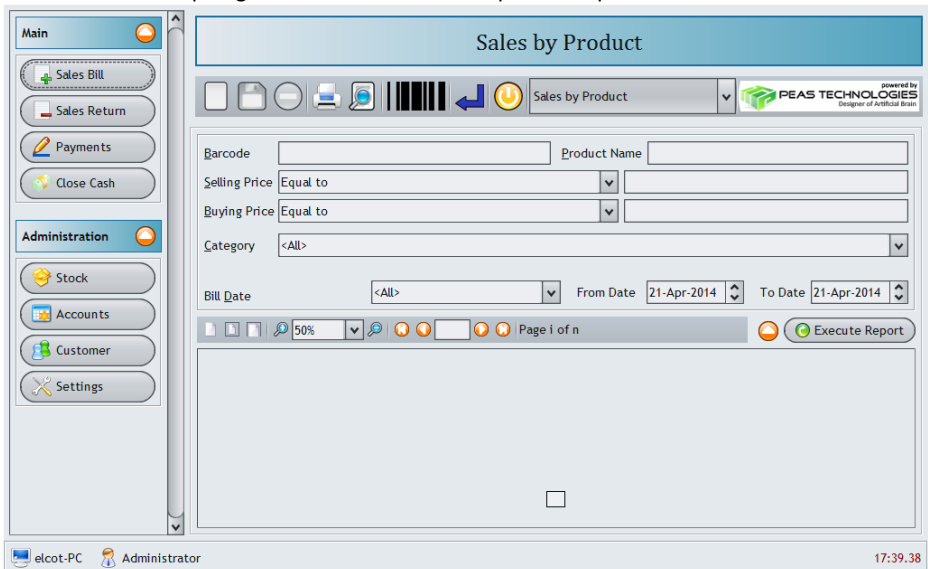 Main
Sales Bill
Sales Return
Payments
Close Cash
Administration
Stock
Accounts
Customer
Settings
Sales by Product
Sales by Product
powered by
PEAS TECHNOLOGIES
Designer of Artificial Brain
Barcode Product Name
Selling Price Equal to
Buying Price Equal to
Category <All>
Bill Date <All> From Date 21-Apr-2014 To Date 21-Apr-2014
50% Page i of n Execute Report
elcot-PC Administrator 17:39.38